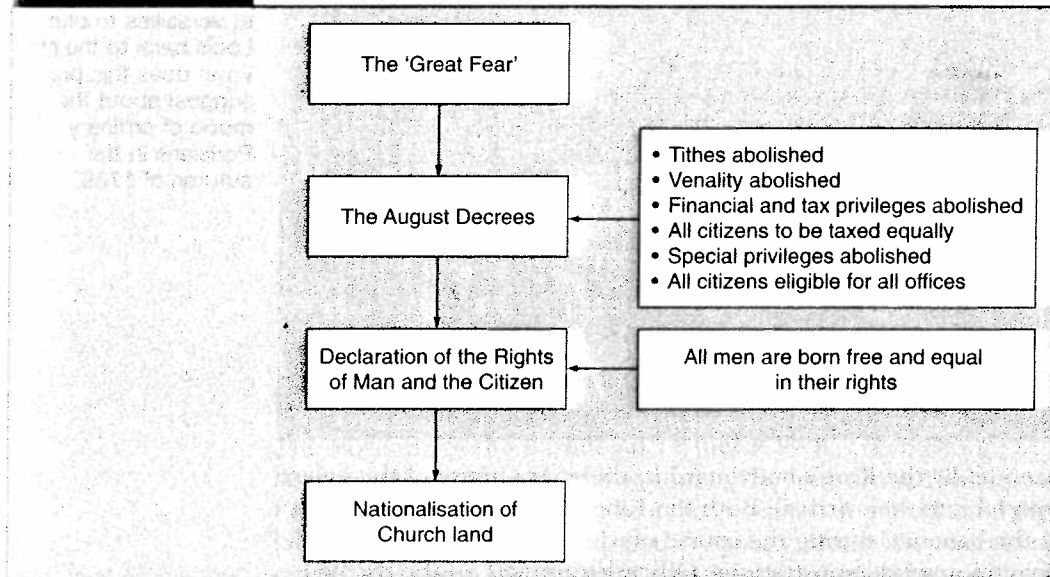 The 'Great Fear'
• Tithes abolished
• Venality abolished
• Financial and tax privileges abolished
• All citizens to be taxed equally
• Special privileges abolished
• All citizens eligible for all offices
The August Decrees
Declaration of the Rights
of Man and the Citizen
All men are born free and equal
in their rights
Nationalisation of
Church land